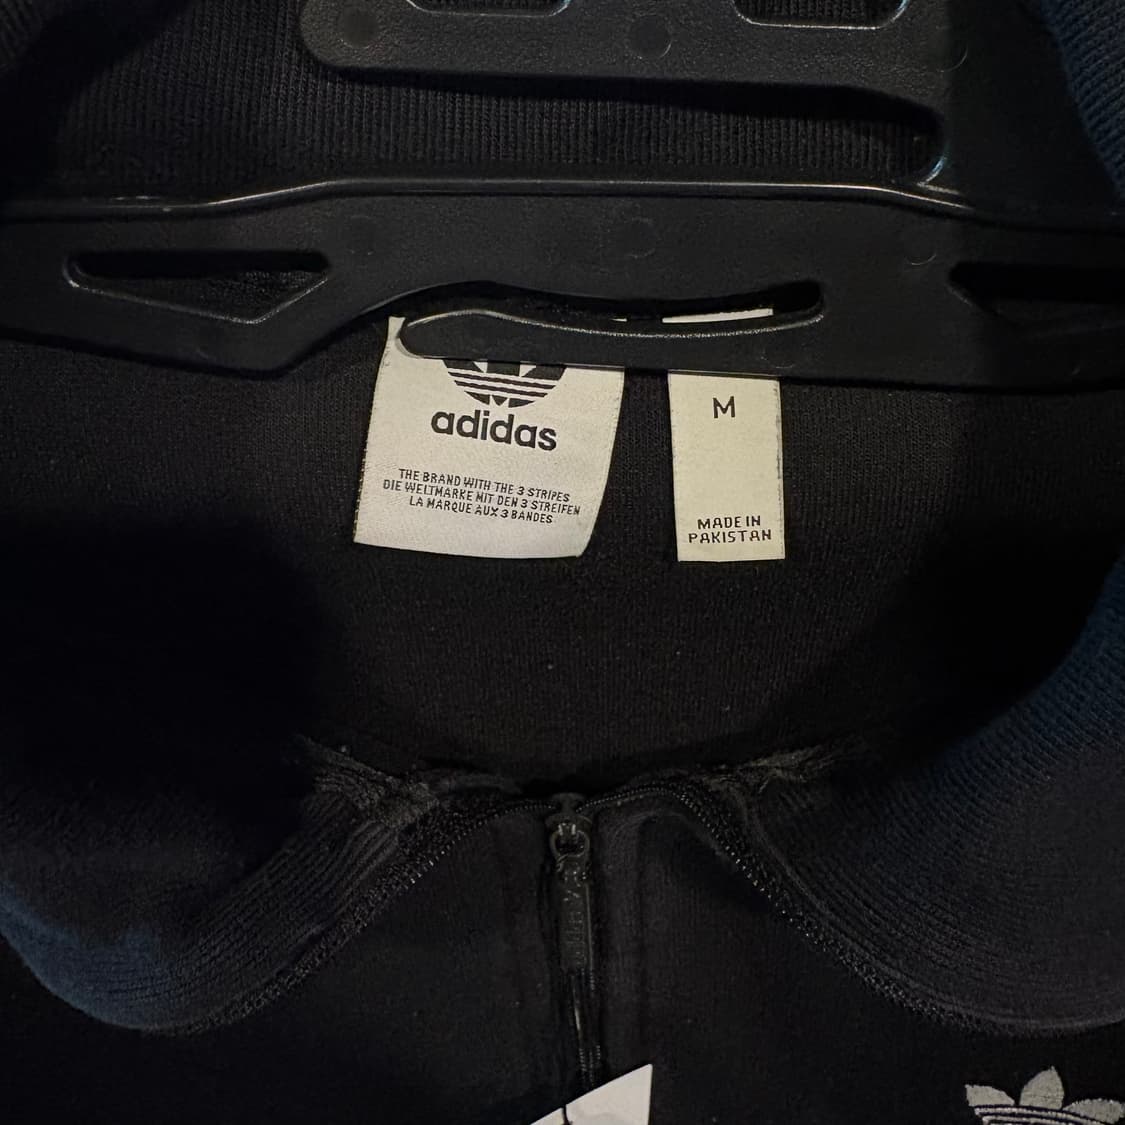 adidas
THE BRAND WITH THE 3 STRIPES
DIE WELTMARKE MIT DEN 3 STREIFEN
LA MARQUE AUX 3 BANDES
M
MADE IN
PAKISTAN